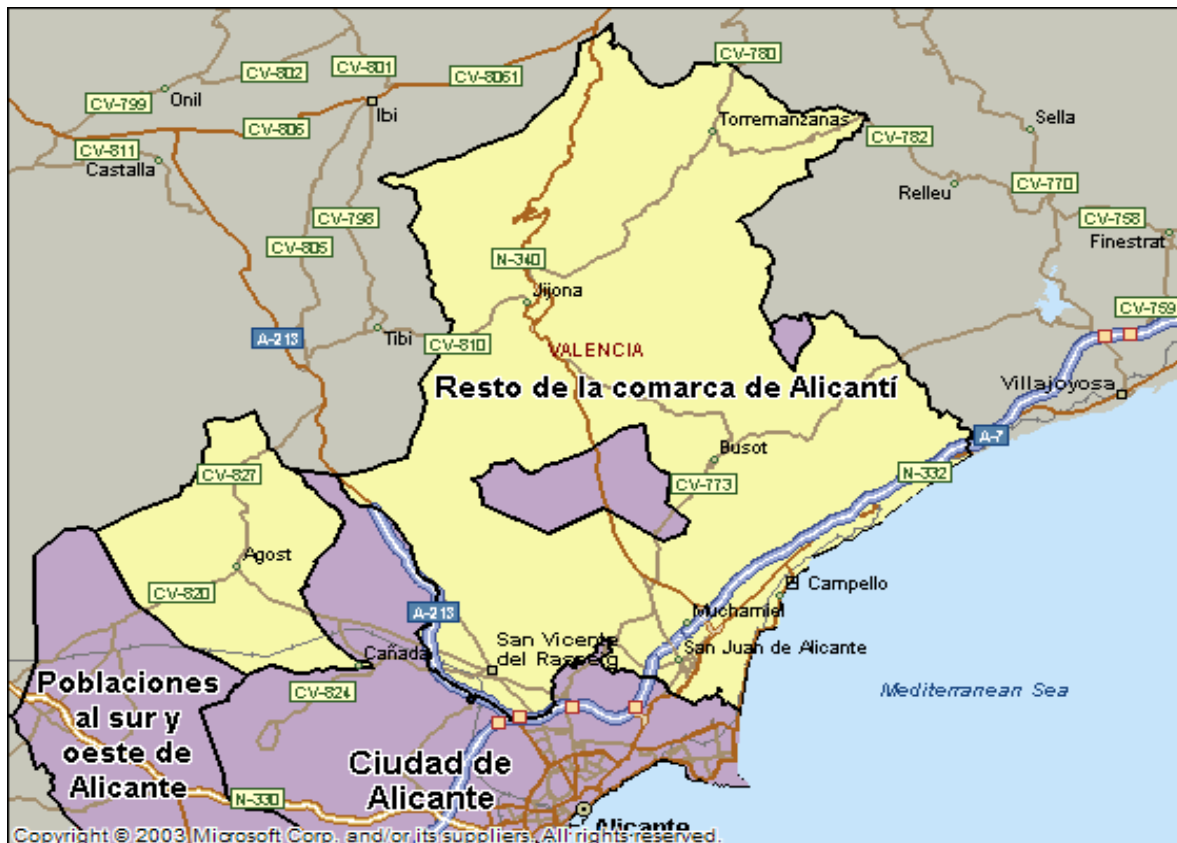 CV-780
CV-802
CV-801
CV-8061
CV-799
Onil
Ibi
CV-806
Torremanzanas
Sella
CV-782
CV-811
Castalla
CV-770
Relleu
CV-798
CV-758
CV-805
Finestrat
N-340
Jijona
CV-759
A-213
Tibi
CV-810
VALENCIA
Resto de la comarca de Alicantí
Villajoyosa
A-7
Busot
CV-827
N-332
CV-773
Agost
Campello
CV-820
A-213
Muchamiel
San Vicente
del Raspeig
San Juan de Alicante
Cañada
Poblaciones
al sur y
oeste de
Alicante
CV-824
Mediterranean Sea
Ciudad de
Alicante
N-330
Alicante
Copyright © 2003 Microsoft Corp. and/or its suppliers. All rights reserved.